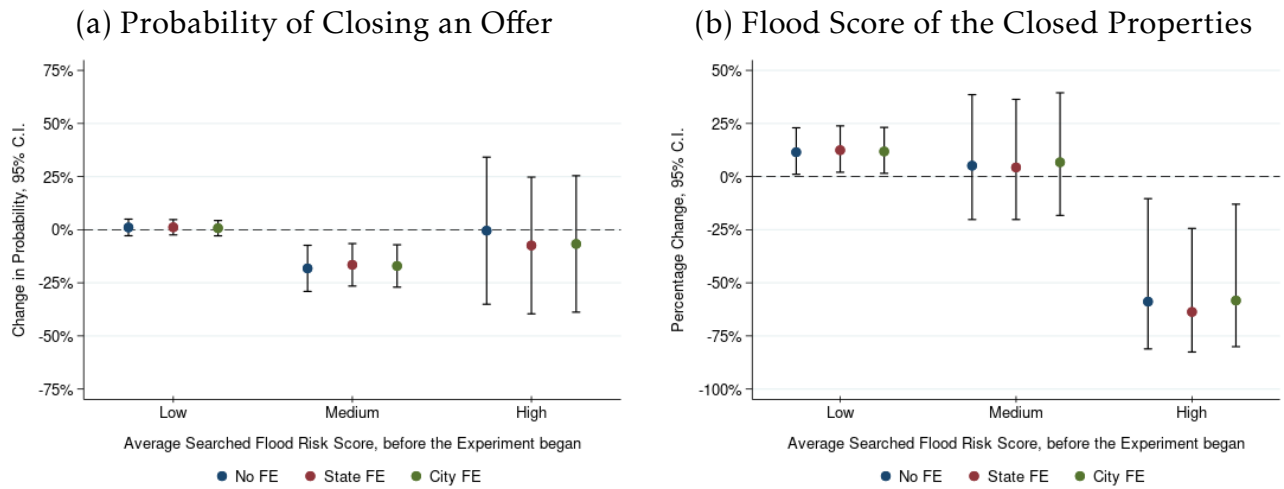 (a) Probability of Closing an Offer
75%
50%
25%
0%
-25%
-50%
-75%
Change in Probability, 95% C.I.
Low Medium High
Average Searched Flood Risk Score, before the Experiment began
No FE State FE City FE
(b) Flood Score of the Closed Properties
50%
25%
0%
-25%
-50%
-75%
-100%
Percentage Change, 95% C.I.
Low Medium High
Average Searched Flood Risk Score, before the Experiment began
No FE State FE City FE